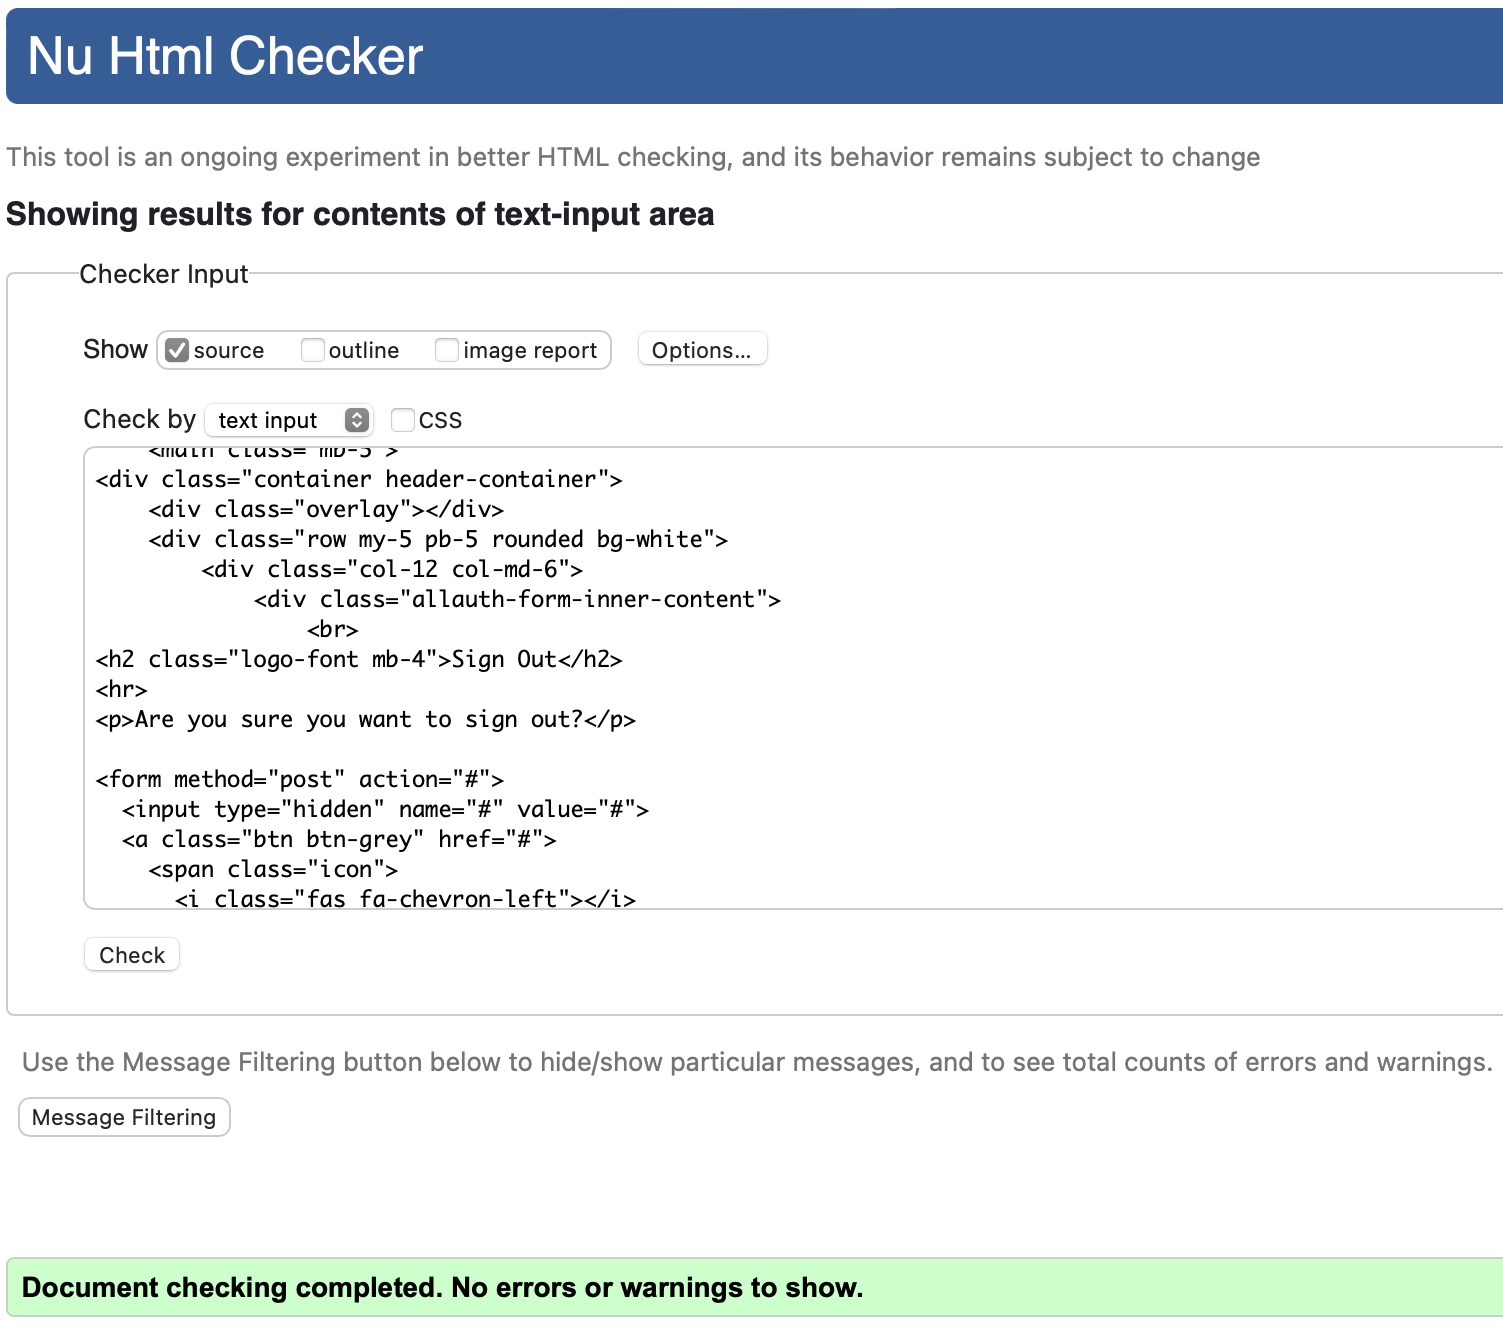 Nu Html Checker
This tool is an ongoing experiment in better HTML checking, and its behavior remains subject to change
Showing results for contents of text-input area
Checker Input
Show source outline image report Options...
Check by text input CSS
<main class="mb-5">
<div class="container header-container">
    <div class="overlay"></div>
    <div class="row my-5 pb-5 rounded bg-white">
        <div class="col-12 col-md-6">
            <div class="allauth-form-inner-content">
                <br>
<h2 class="logo-font mb-4">Sign Out</h2>
<hr>
<p>Are you sure you want to sign out?</p>
<form method="post" action="#">
  <input type="hidden" name="#" value="#">
  <a class="btn btn-grey" href="#">
    <span class="icon">
      <i class="fas fa-chevron-left"></i>
Check
Use the Message Filtering button below to hide/show particular messages, and to see total counts of errors and warnings.
Message Filtering
Document checking completed. No errors or warnings to show.